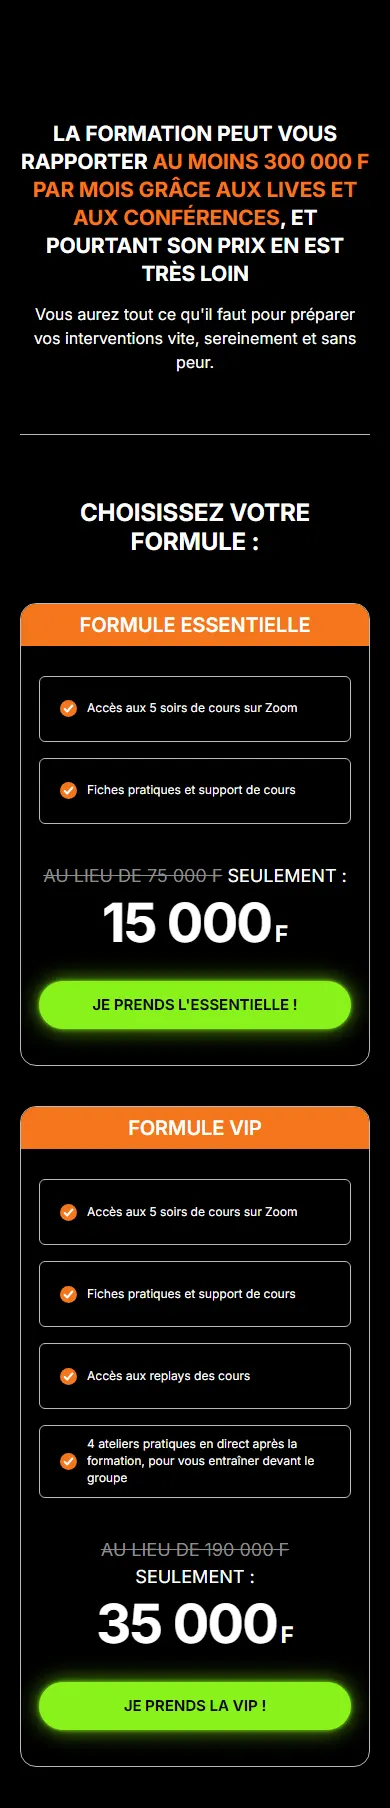 LA FORMATION PEUT VOUS
RAPPORTER AU MOINS 300 000 F
PAR MOIS GRÂCE AUX LIVES ET
AUX CONFÉRENCES, ET
POURTANT SON PRIX EN EST
TRÈS LOIN
Vous aurez tout ce qu'il faut pour préparer
vos interventions vite, sereinement et sans
peur.
CHOISISSEZ VOTRE
FORMULE :
FORMULE ESSENTIELLE
Accès aux 5 soirs de cours sur Zoom
Fiches pratiques et support de cours
AU LIEU DE 75 000 F SEULEMENT :
15 000 F
JE PRENDS L'ESSENTIELLE !
FORMULE VIP
Accès aux 5 soirs de cours sur Zoom
Fiches pratiques et support de cours
Accès aux replays des cours
4 ateliers pratiques en direct après la
formation, pour vous entraîner devant le
groupe
AU LIEU DE 190 000 F
SEULEMENT :
35 000 F
JE PRENDS LA VIP !